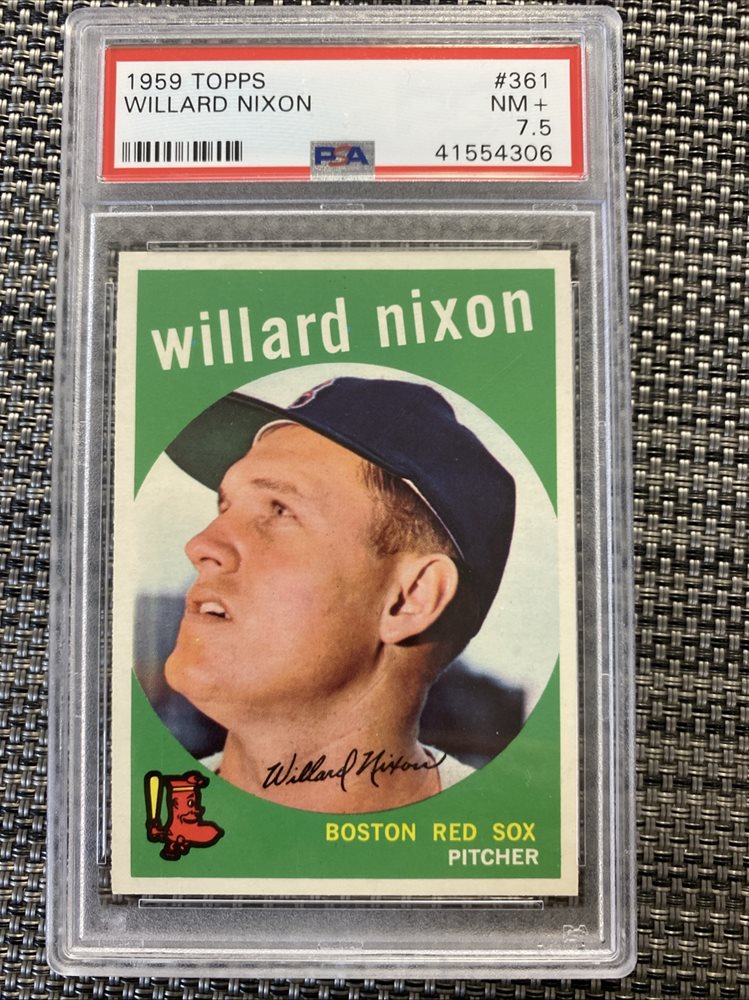 1959 TOPPS #361
WILLARD NIXON NM+
7.5
PSA 41554306
willard nixon
B
Willard Nixon
BOSTON RED SOX
PITCHER